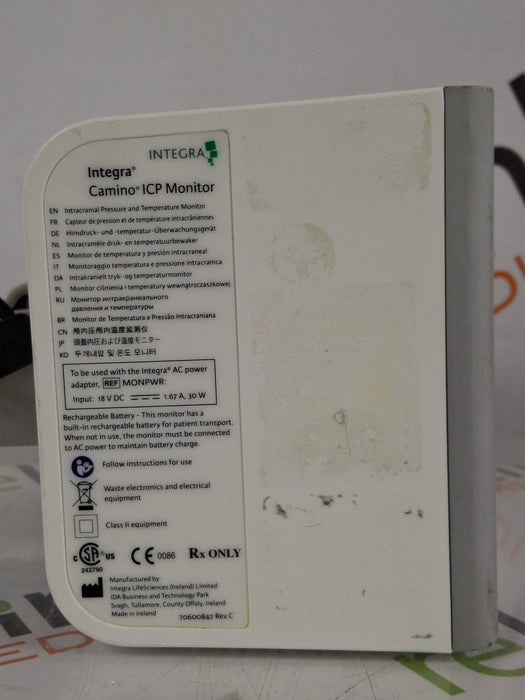 INTEGRA
Integra®
Camino® ICP Monitor
EN Intracranial Pressure and Temperature Monitor
FR Capteur de pression et de température intracrâniennes
DE Hirndruck- und -temperatur-Überwachungsgerät
NL Intracraniële druk- en temperatuurbewaker
ES Monitor de temperatura y presión intracraneal
IT Monitoraggio temperatura e pressione intracranica
DA Intrakranielt tryk- og temperaturmonitor
PL Monitor ciśnienia i temperatury wewnątrzczaszkowej
RU Монитор интракраниального
давления и температуры
BR Monitor de Temperatura e Pressão Intracraniana
CN 颅内压颅内温度监测仪
JP 頭蓋内圧および温度モニター
KO 두개내압 및 온도 모니터
To be used with the Integra® AC power
adapter, REF MONPWR:
Input: 18 V DC 1.67 A, 30 W
Rechargeable Battery - This monitor has a
built-in rechargeable battery for patient transport.
When not in use, the monitor must be connected
to AC power to maintain battery charge.
Follow instructions for use
Waste electronics and electrical
equipment
Class II equipment
C SA® US
242790
CE 0086
Rx ONLY
Manufactured by:
Integra LifeSciences (Ireland) Limited
IDA Business and Technology Park
Sragh, Tullamore, County Offaly, Ireland
Made in Ireland
70600842 Rev.C